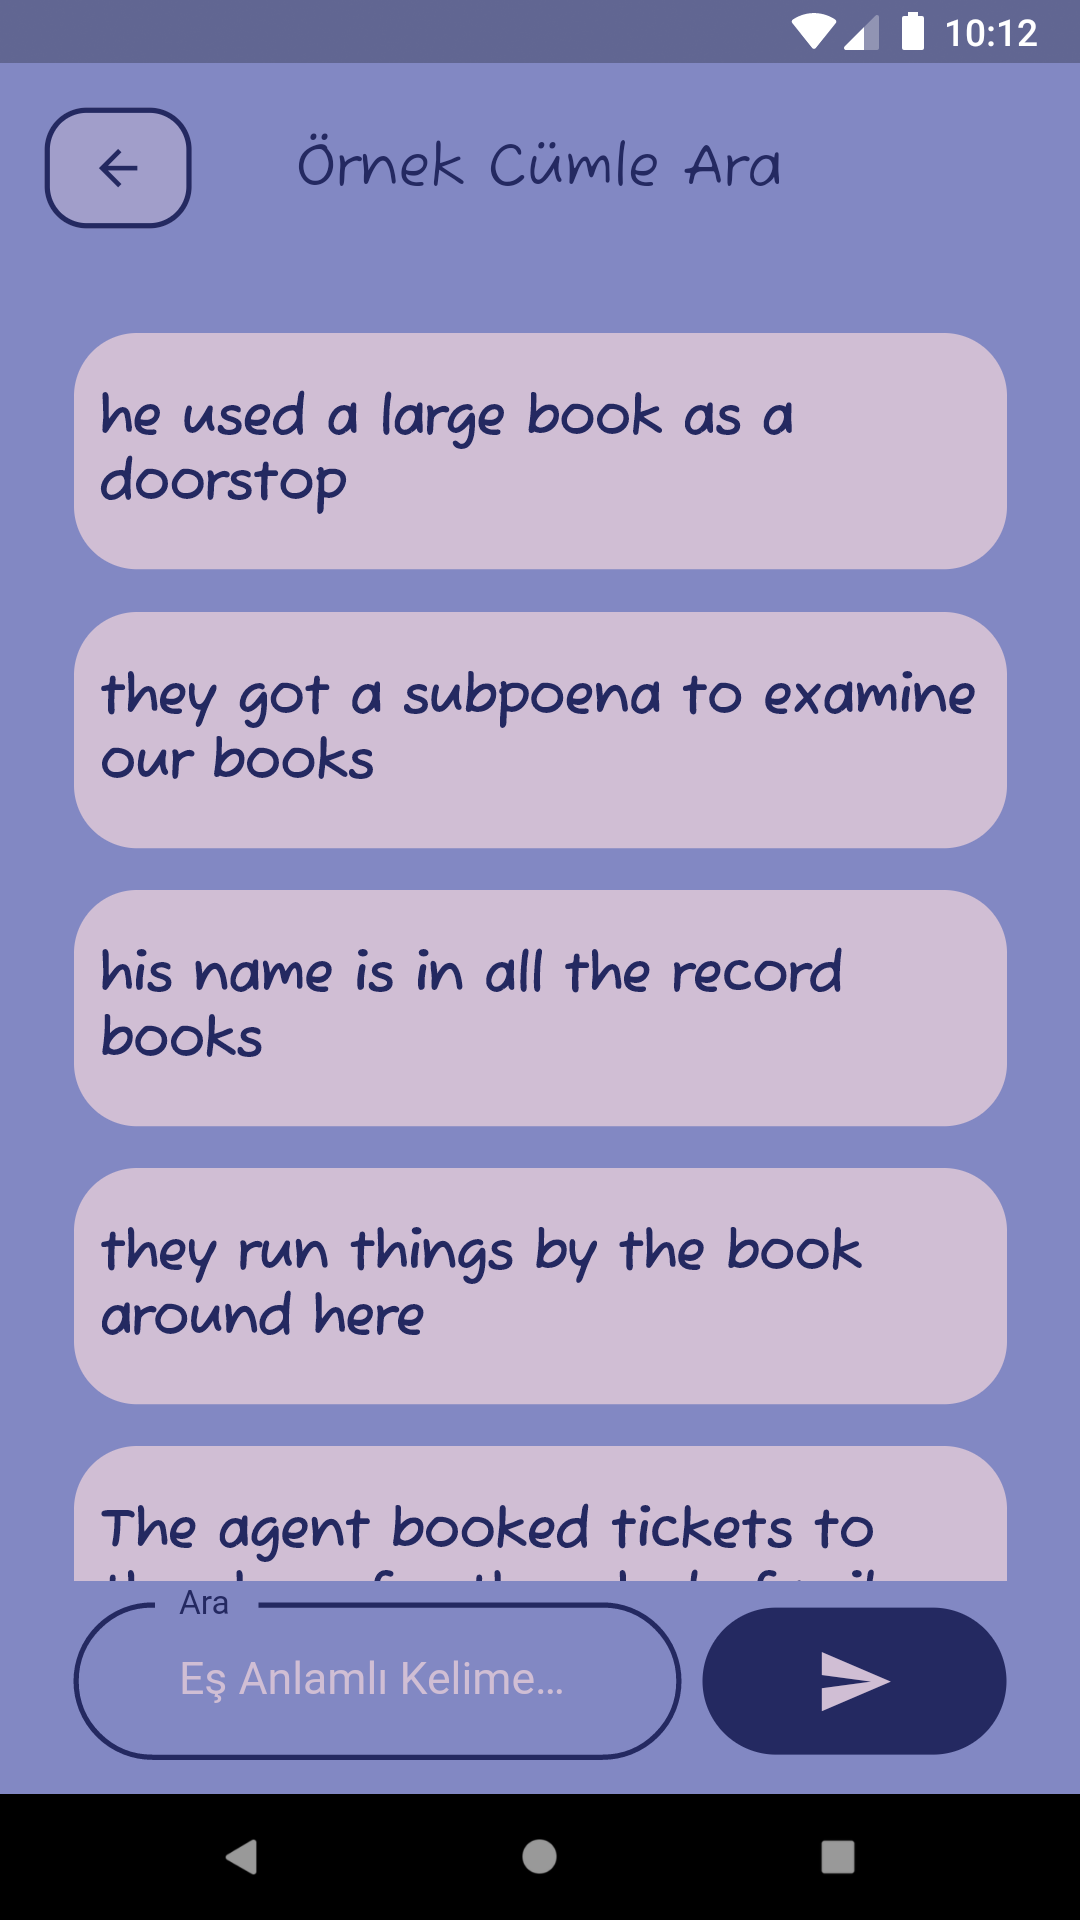 10:12
Örnek Cümle Ara
he used a large book as a
doorstop
they got a subpoena to examine
our books
his name is in all the record
books
they run things by the book
around here
The agent booked tickets to
Ara
Eş Anlamlı Kelime...